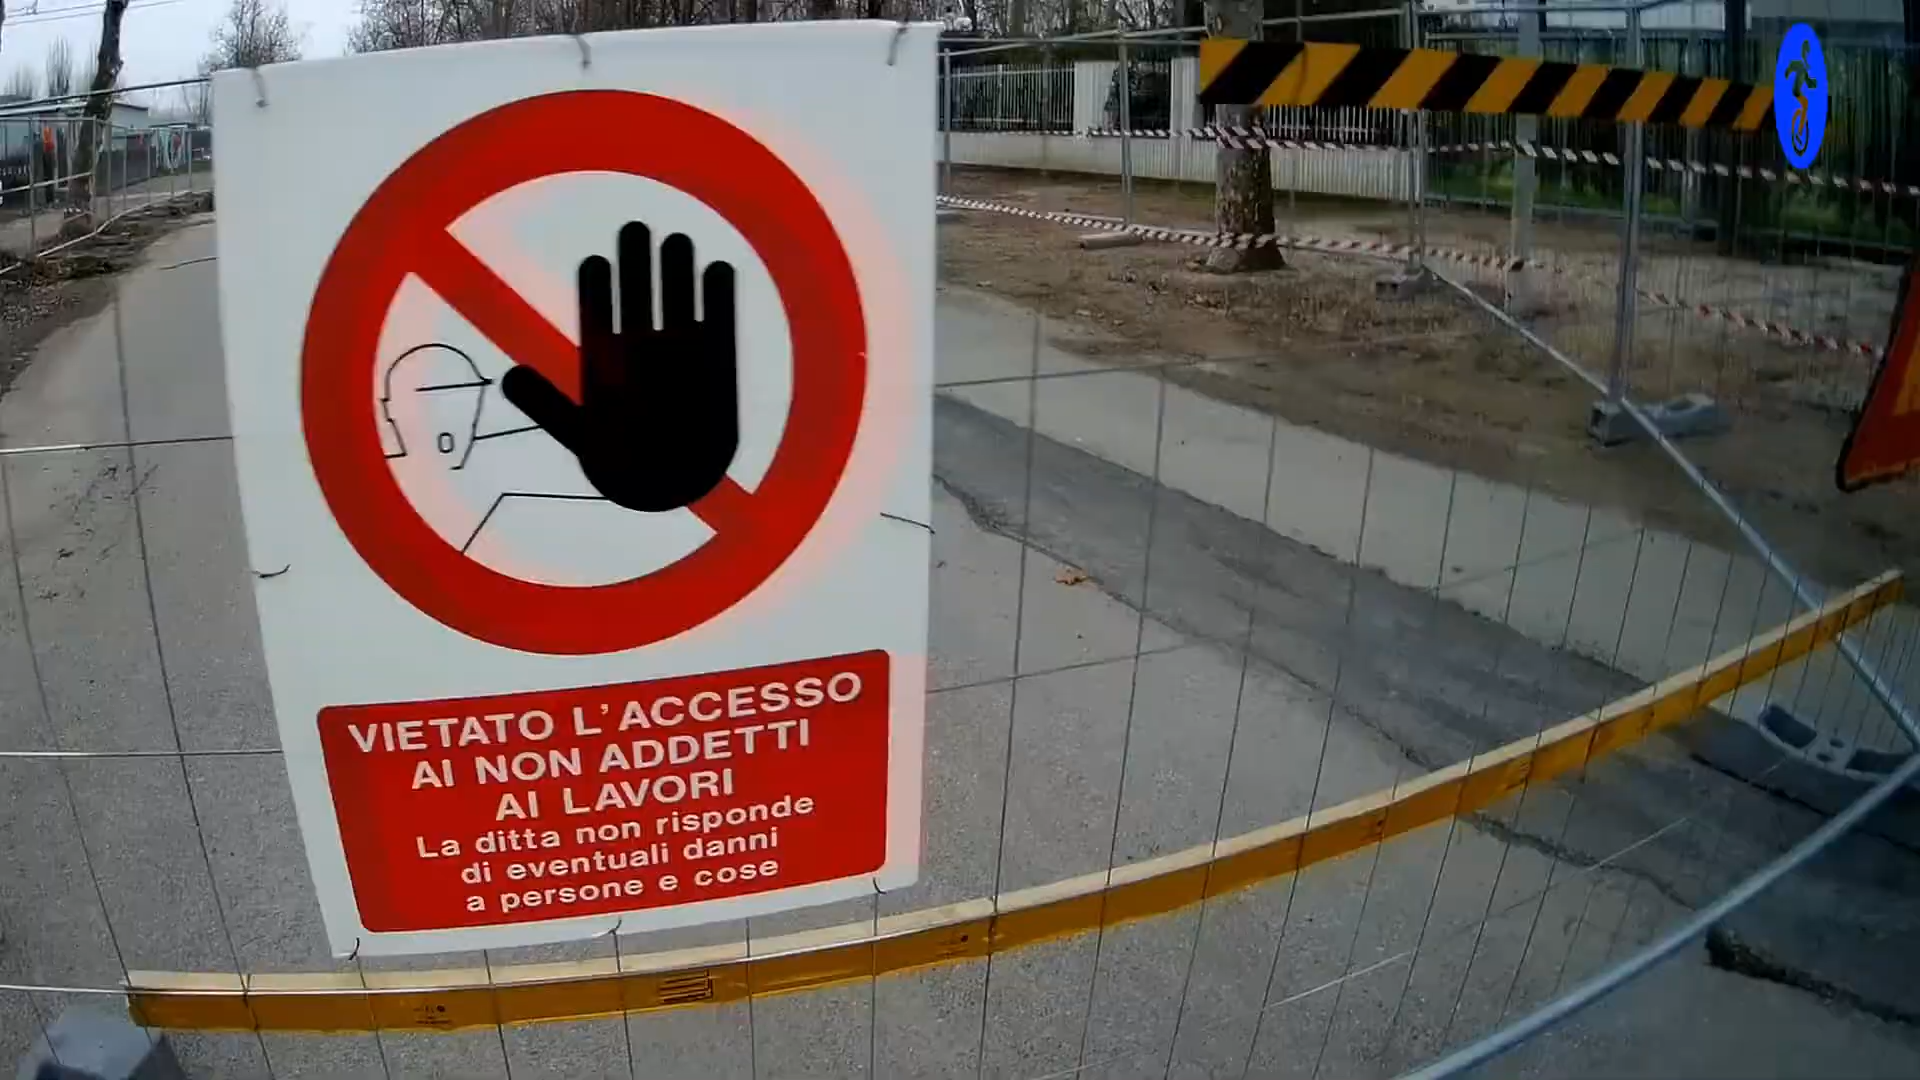 VIETATO L'ACCESSO
AI NON ADDETTI
AI LAVORI
La ditta non risponde
di eventuali danni
a persone e cose